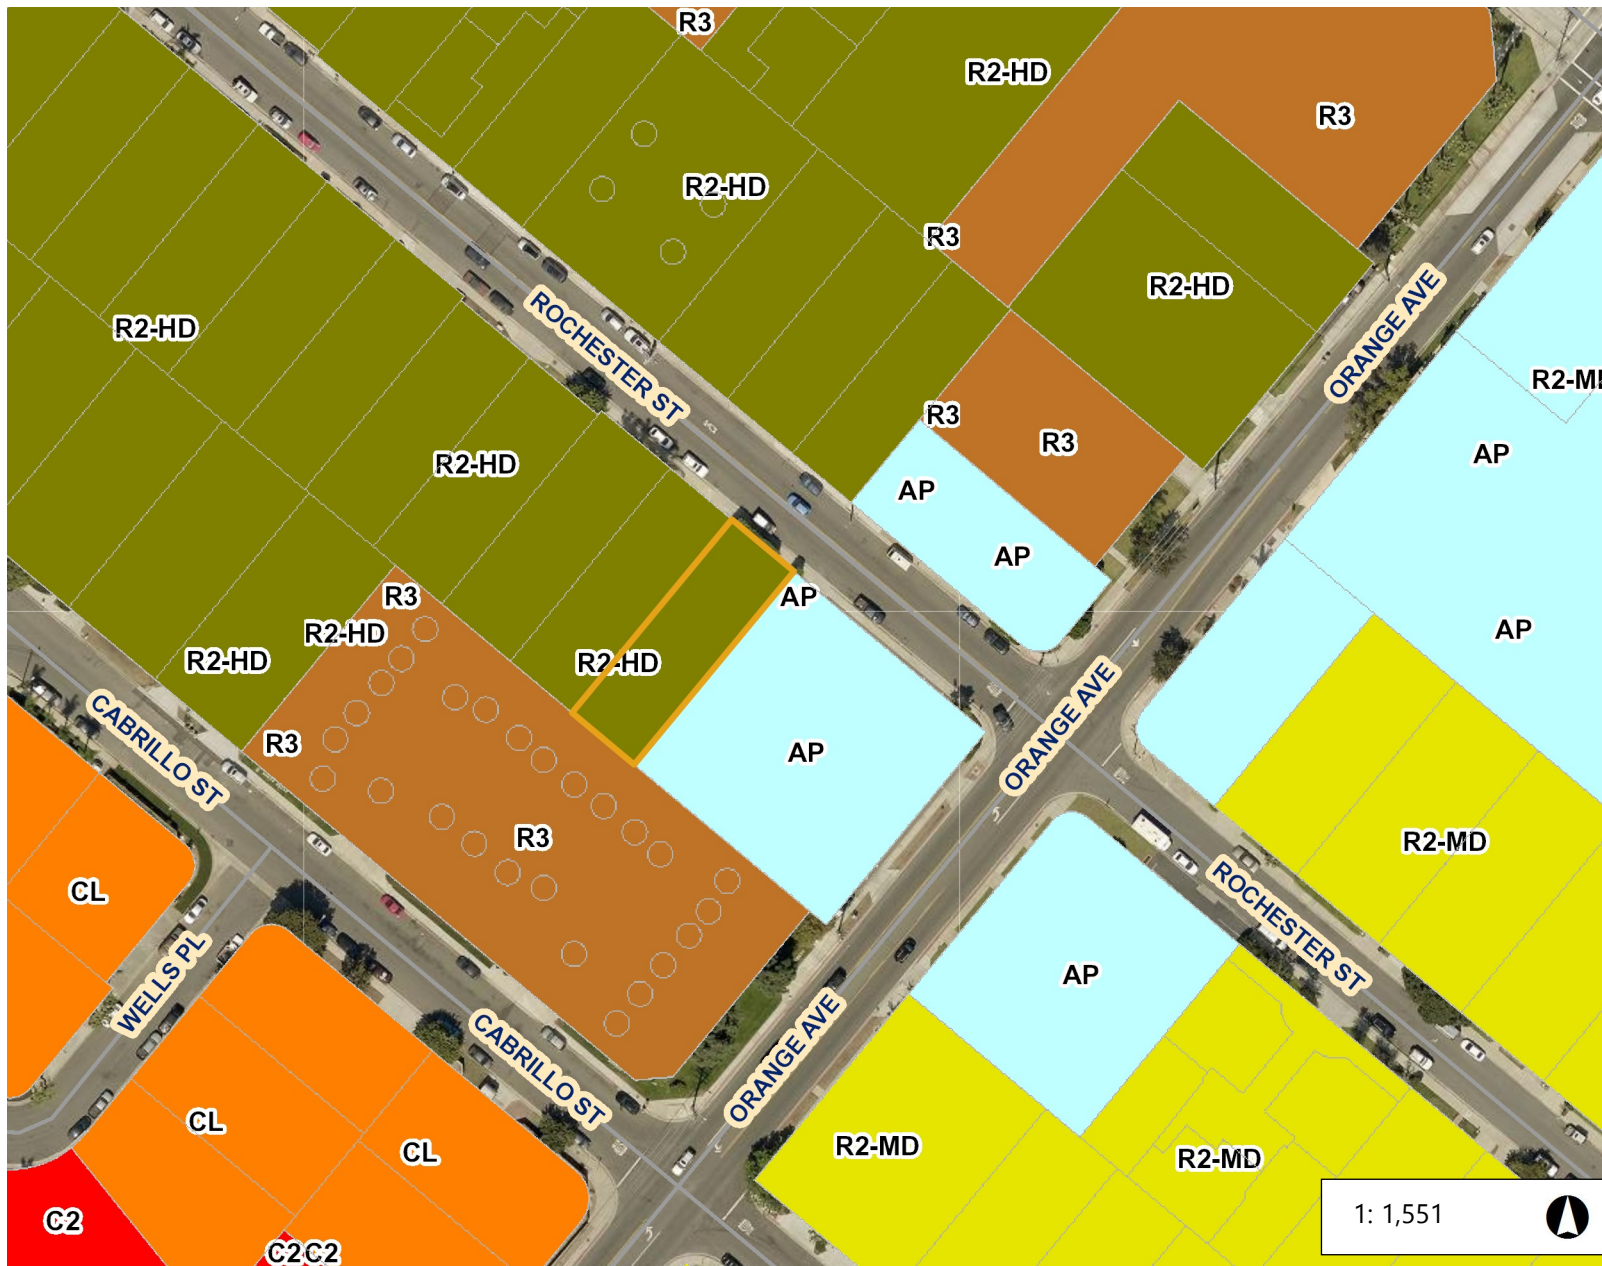 R3
R2-HD
R3
R2-HD
R3
R2-HD
ORANGE AVE
R2-HD
ROCHESTER ST
R3
R3
R2-HD
AP
AP
AP
R2-M
AP
R3
R2-HD
R2-HD
AP
R2-HD
AP
CABRILLO ST
R3
AP
ORANGE AVE
R3
R2-MD
CL
WELLS PL
AP
ROCHESTER ST
CABRILLO ST
ORANGE AVE
CL
CL
R2-MD
R2-MD
C2
C2
C2
1: 1,551